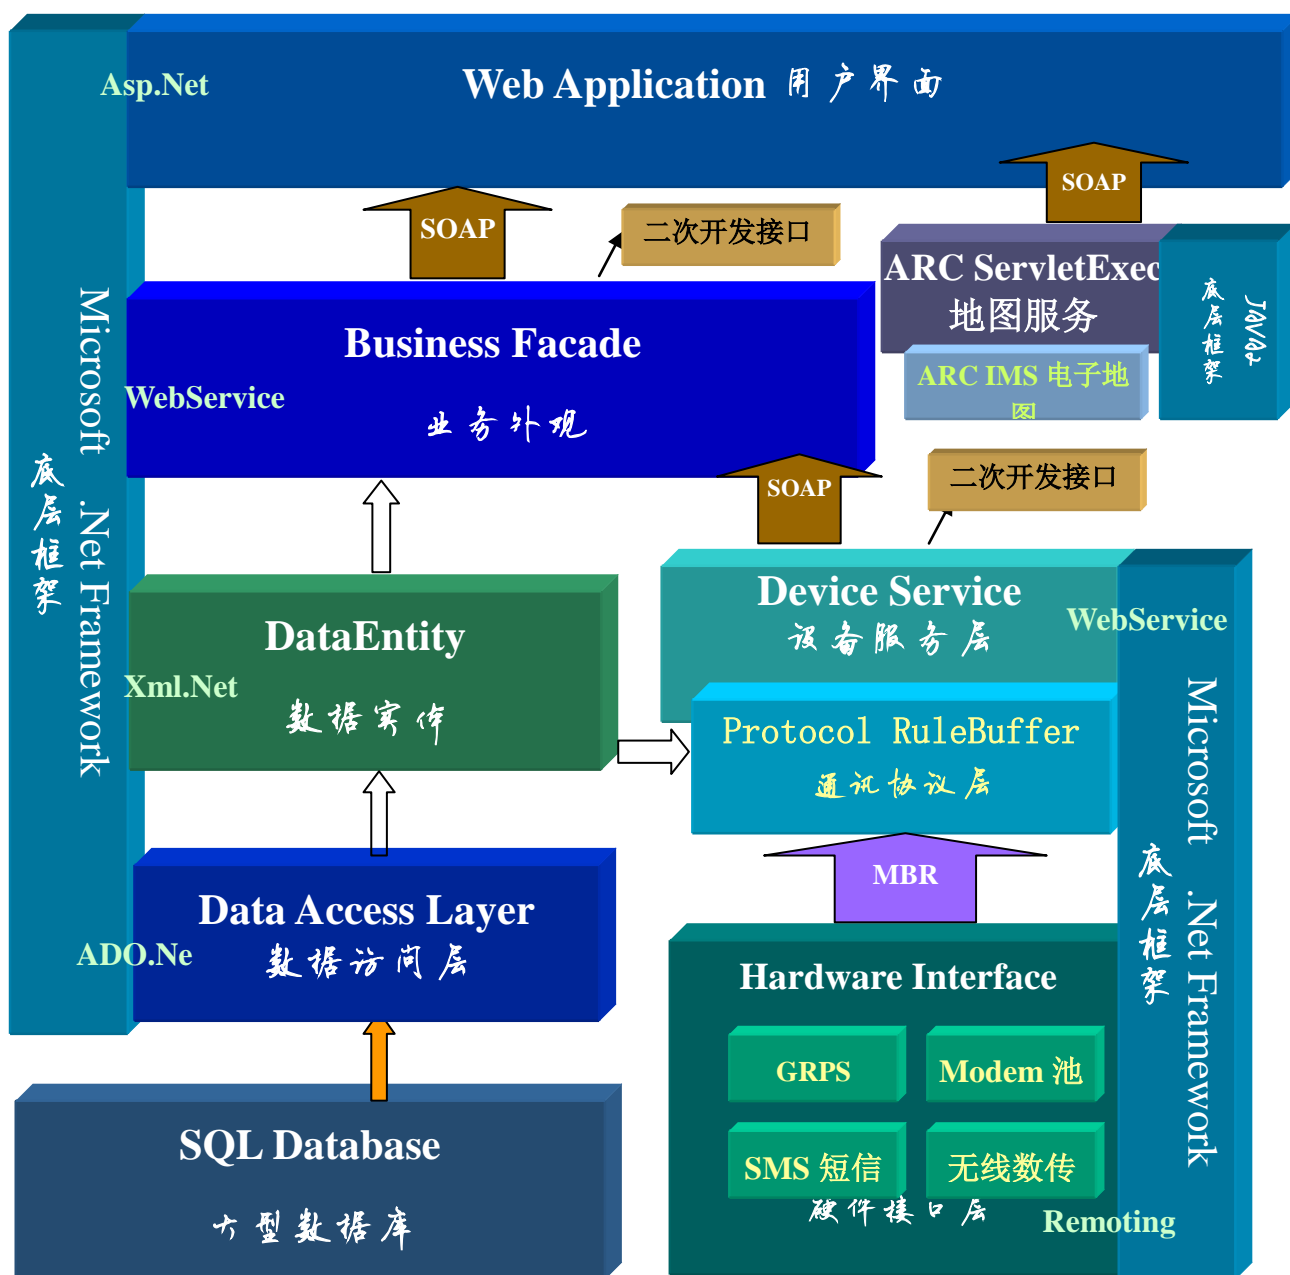 Asp.Net
Web Application 用户界面
SOAP
SOAP
二次开发接口
ARC ServletExec
地图服务
ARC IMS 电子地
图
JAVA2
底层框架
Business Facade
WebService
业务外观
Microsoft .Net Framework
底层框架
SOAP
二次开发接口
Device Service
设备服务层
WebService
DataEntity
Xml.Net
数据实体
Protocol RuleBuffer
通讯协议层
MBR
Data Access Layer
ADO.Ne
数据访问层
Microsoft .Net Framework
底层框架
Hardware Interface
GRPS
Modem 池
SMS 短信
无线数传
硬件接口层
Remoting
SQL Database
大型数据库